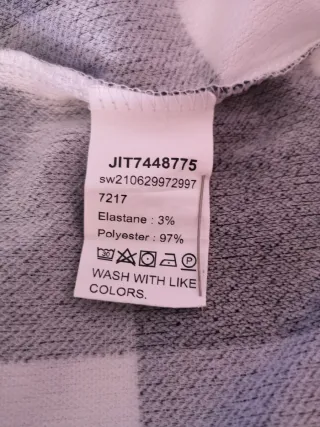 JIT7448775
sw210629972997
7217
Elastane : 3%
Polyester : 97%
WASH WITH LIKE
COLORS.